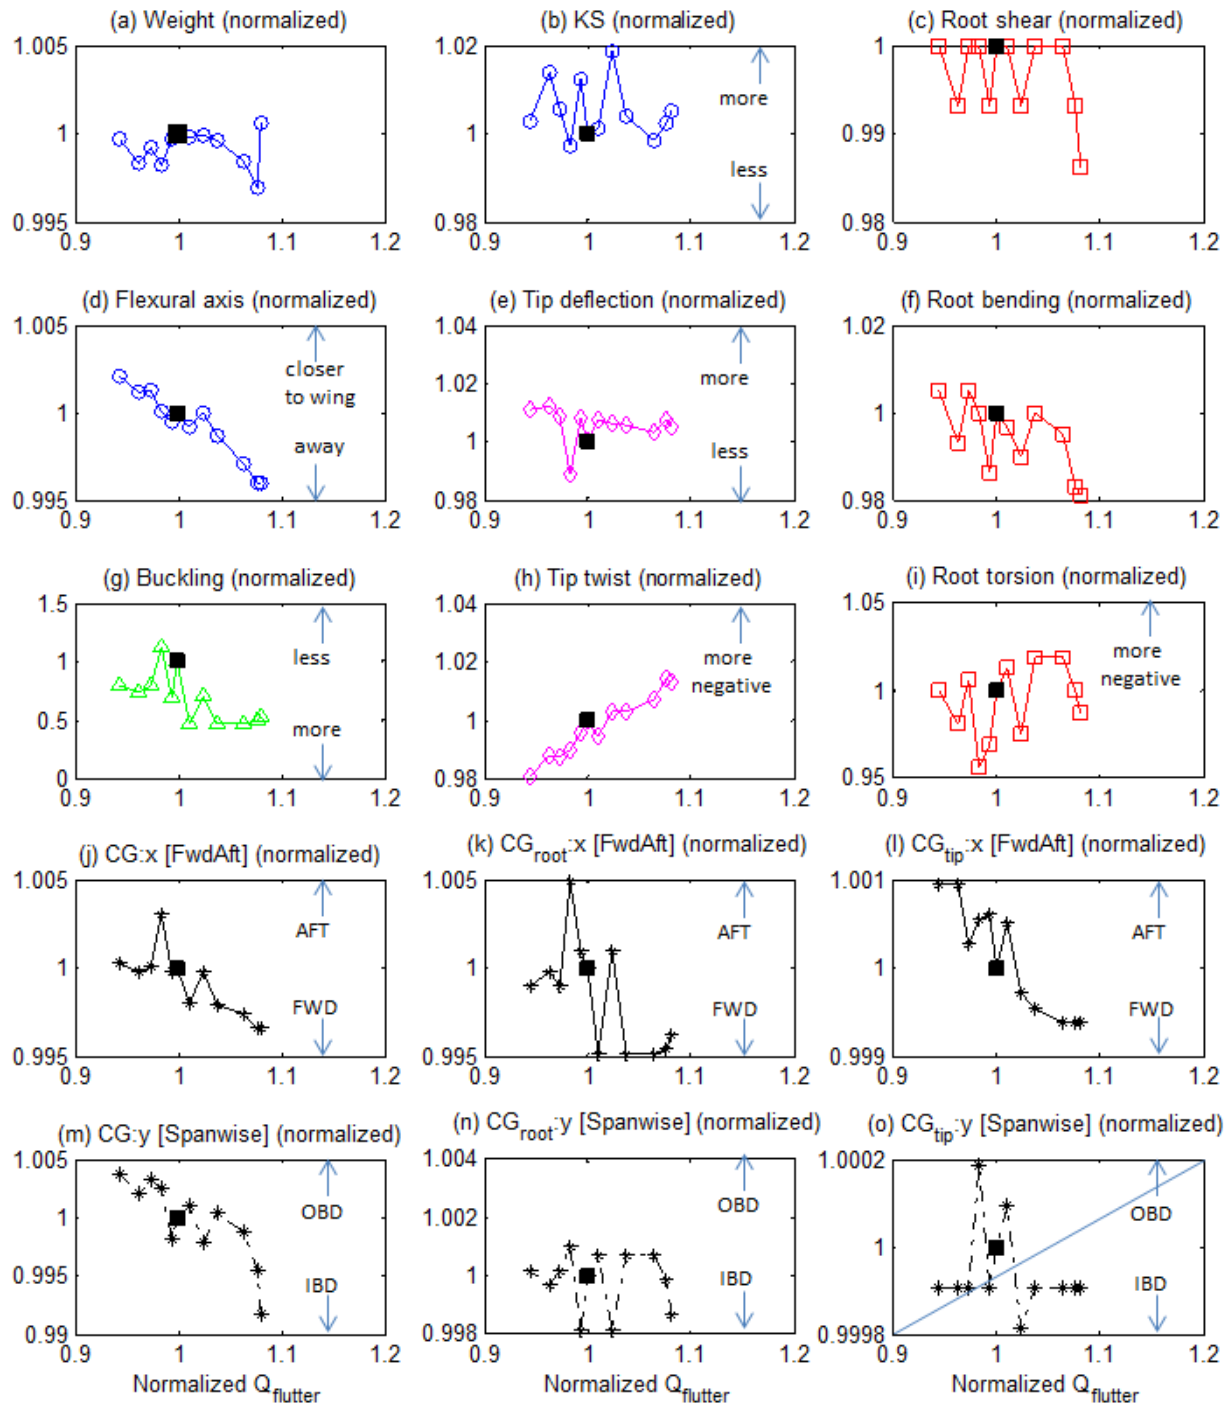 (a) Weight (normalized)
(b) KS (normalized)
(c) Root shear (normalized)
1.005
1
0.995
0.9 1 1.1 1.2
1.02
1
0.98
0.9 1 1.1 1.2
more
less
1
0.99
0.98
0.9 1 1.1 1.2
(d) Flexural axis (normalized)
(e) Tip deflection (normalized)
(f) Root bending (normalized)
1.005
1
0.995
0.9 1 1.1 1.2
closer
to wing
away
1.04
1.02
1
0.98
0.9 1 1.1 1.2
more
less
1.02
1
0.98
0.9 1 1.1 1.2
(g) Buckling (normalized)
(h) Tip twist (normalized)
(i) Root torsion (normalized)
1.5
1
0.5
0
0.9 1 1.1 1.2
less
more
1.04
1.02
1
0.98
0.9 1 1.1 1.2
more
negative
1.05
1
0.95
0.9 1 1.1 1.2
more
negative
(j) CG:x [FwdAft] (normalized)
(k) CGroot:x [FwdAft] (normalized)
(l) CGtip:x [FwdAft] (normalized)
1.005
1
0.995
0.9 1 1.1 1.2
AFT
FWD
1.005
1
0.995
0.9 1 1.1 1.2
AFT
FWD
1.001
1
0.999
0.9 1 1.1 1.2
AFT
FWD
(m) CG:y [Spanwise] (normalized)
(n) CGroot:y [Spanwise] (normalized)
(o) CGtip:y [Spanwise] (normalized)
1.005
1
0.995
0.99
0.9 1 1.1 1.2
OBD
IBD
Normalized Qflutter
1.004
1.002
1
0.998
0.9 1 1.1 1.2
OBD
IBD
Normalized Qflutter
1.0002
1
0.9998
0.9 1 1.1 1.2
OBD
IBD
Normalized Qflutter